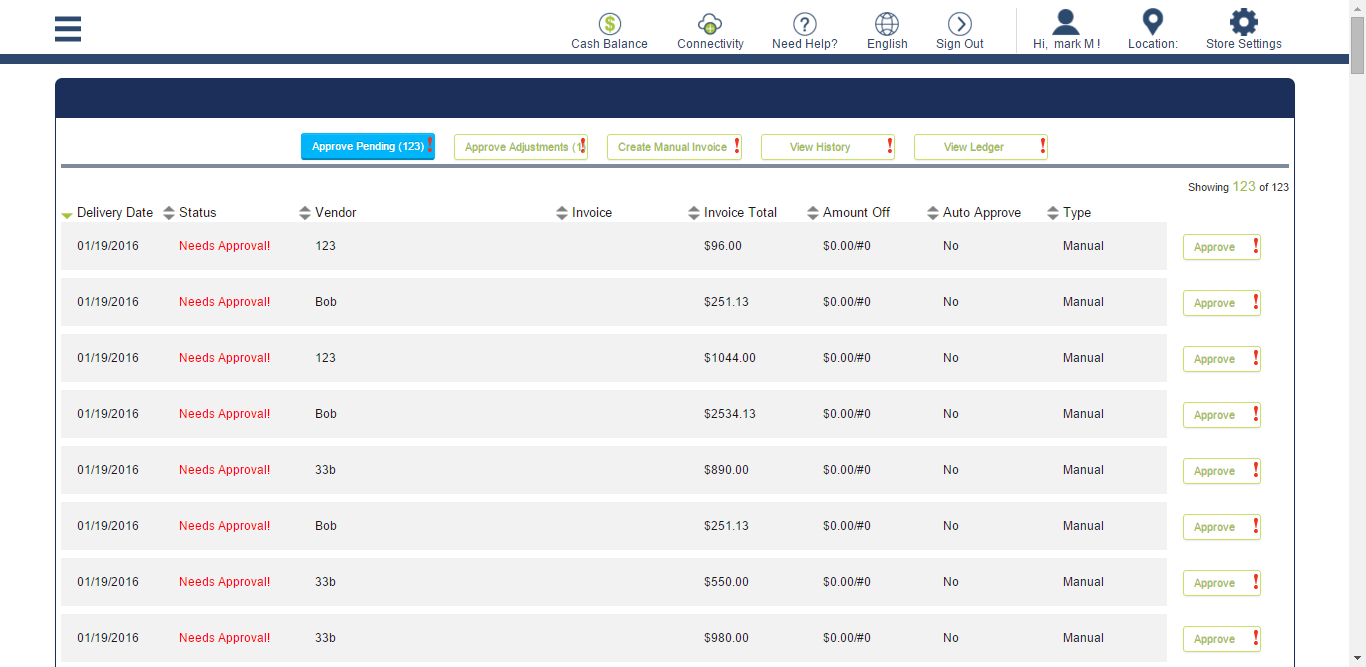 $ ?
Cash Balance Connectivity Need Help? English Sign Out Hi, mark M ! Location: Store Settings
Approve Pending (123) ! Approve Adjustments (1 ! Create Manual Invoice ! View History ! View Ledger !
Showing 123 of 123
Delivery Date Status Vendor Invoice Invoice Total Amount Off Auto Approve Type
01/19/2016 Needs Approval! 123 $96.00 $0.00/#0 No Manual Approve !
01/19/2016 Needs Approval! Bob $251.13 $0.00/#0 No Manual Approve !
01/19/2016 Needs Approval! 123 $1044.00 $0.00/#0 No Manual Approve !
01/19/2016 Needs Approval! Bob $2534.13 $0.00/#0 No Manual Approve !
01/19/2016 Needs Approval! 33b $890.00 $0.00/#0 No Manual Approve !
01/19/2016 Needs Approval! Bob $251.13 $0.00/#0 No Manual Approve !
01/19/2016 Needs Approval! 33b $550.00 $0.00/#0 No Manual Approve !
01/19/2016 Needs Approval! 33b $980.00 $0.00/#0 No Manual Approve !